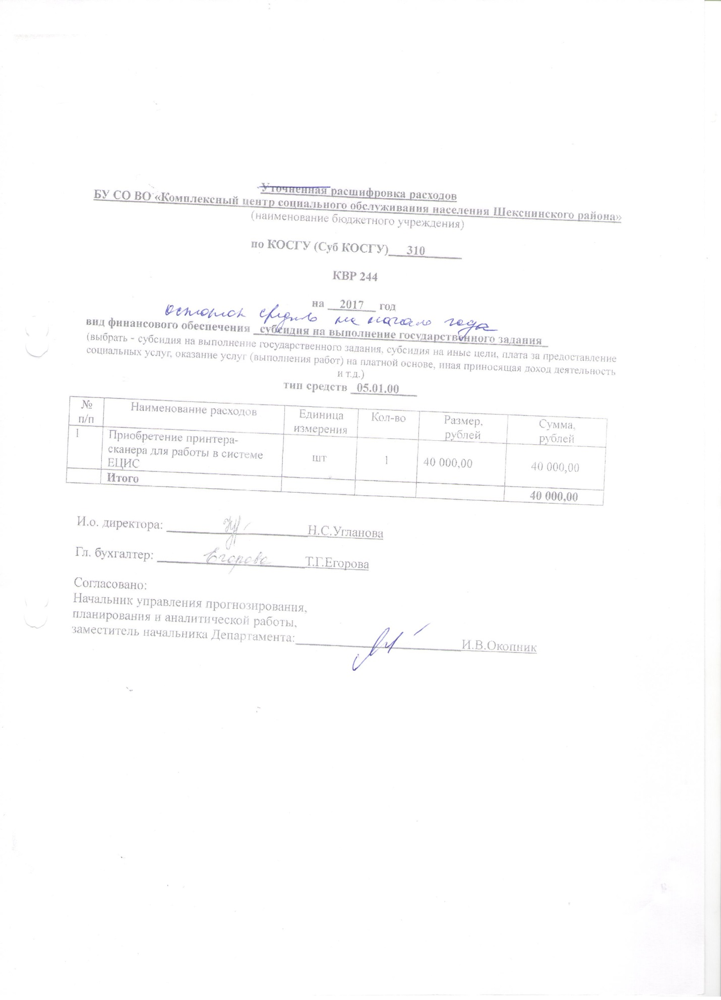 Уточненная расшифровка расходов
БУ СО ВО «Комплексный центр социального обслуживания населения Шекснинского района»
(наименование бюджетного учреждения)
по КОСГУ (Суб КОСГУ) 310
КВР 244
на 2017 год
остаток средств на начало года
вид финансового обеспечения субсидия на выполнение государственного задания
(выбрать - субсидия на выполнение государственного задания, субсидия на иные цели, плата за предоставление
социальных услуг, оказание услуг (выполнения работ) на платной основе, иная приносящая доход деятельность
и т.д.)
тип средств 05.01.00
№ п/п Наименование расходов Единица измерения Кол-во Размер, рублей Сумма, рублей
1 Приобретение принтера-сканера для работы в системе ЕЦИС шт 1 40 000,00 40 000,00
Итого 40 000,00
И.о. директора: Н.С.Угланова
Гл. бухгалтер: Егорова Т.Г.Егорова
Согласовано:
Начальник управления прогнозирования,
планирования и аналитической работы,
заместитель начальника Департамента: И.В.Окопник